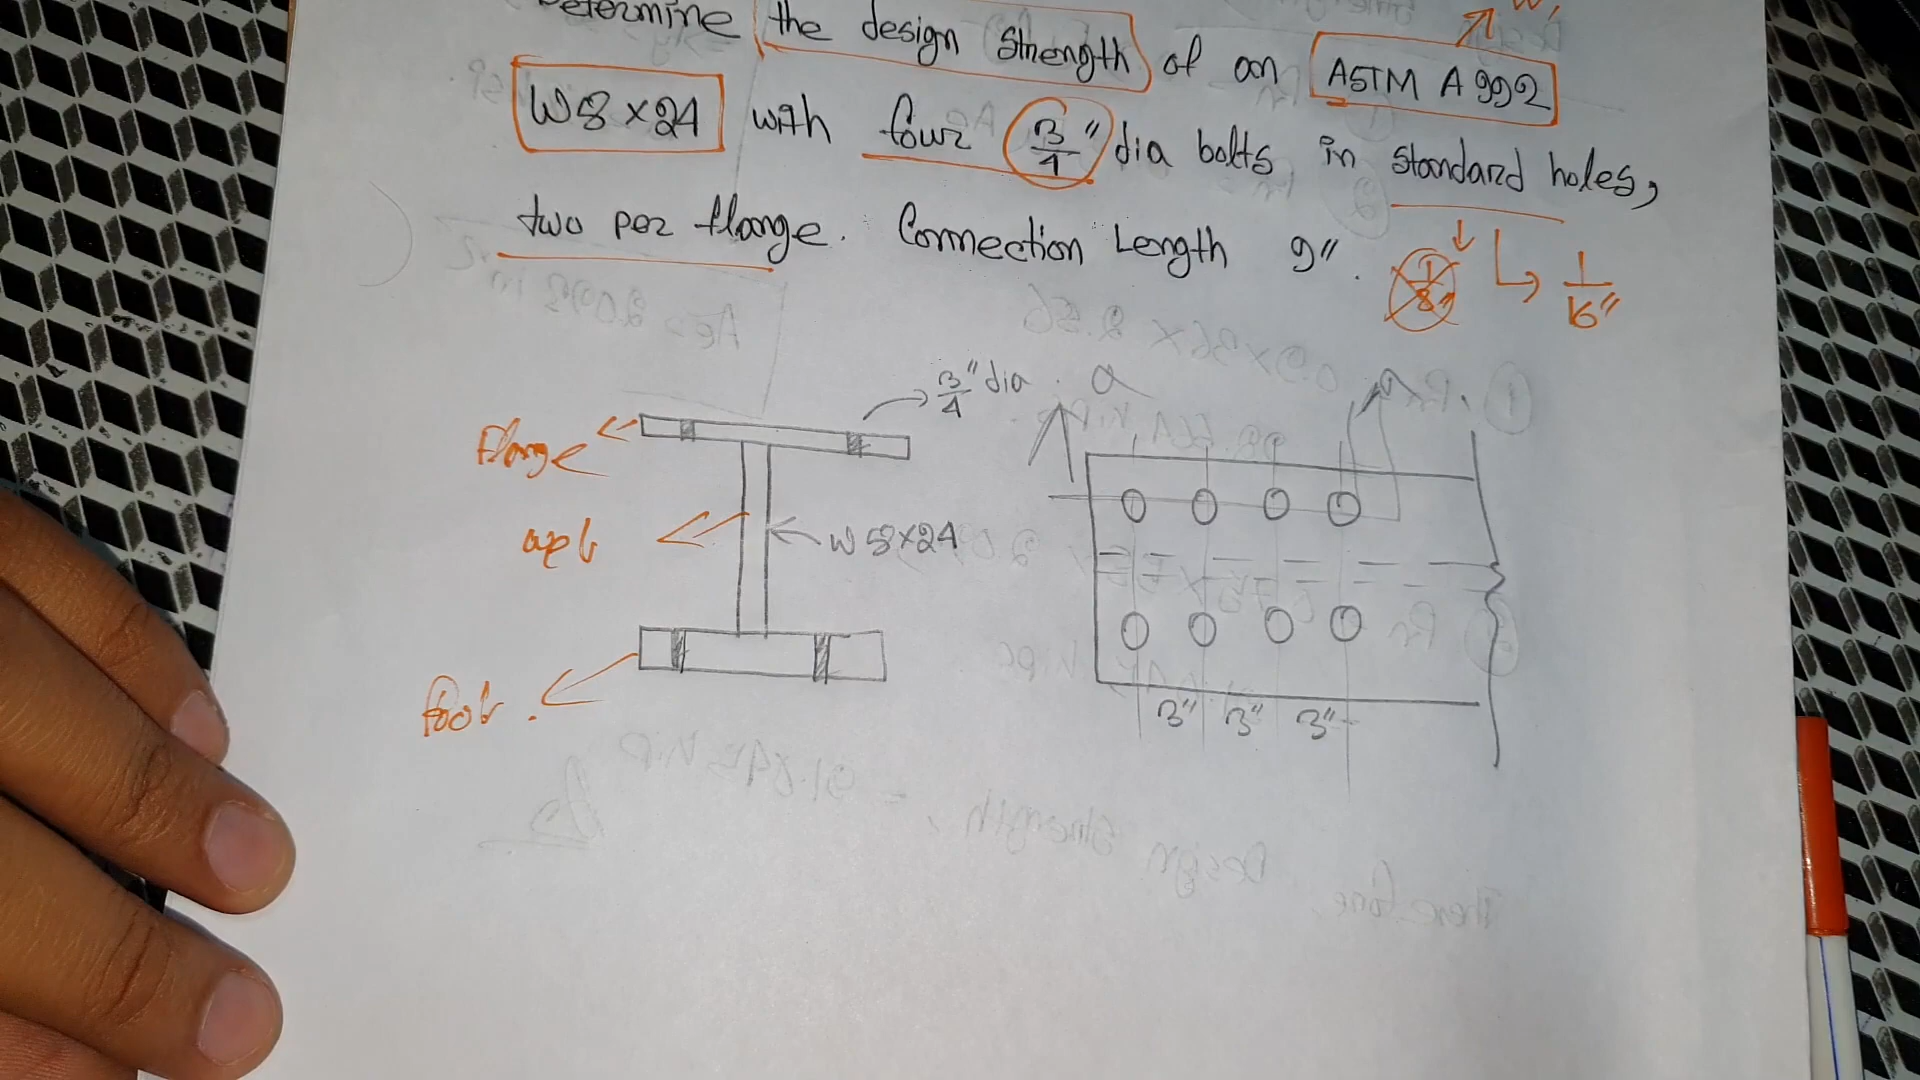 Determine the design strength of an ASTM A992
W8x24 with four 3/4" dia bolts in standard holes,
two per flange. Connection Length 9".
1/8" 1/16"
3/4" dia. a a
flange
web
W8x24
foot.
3" 3" 3"